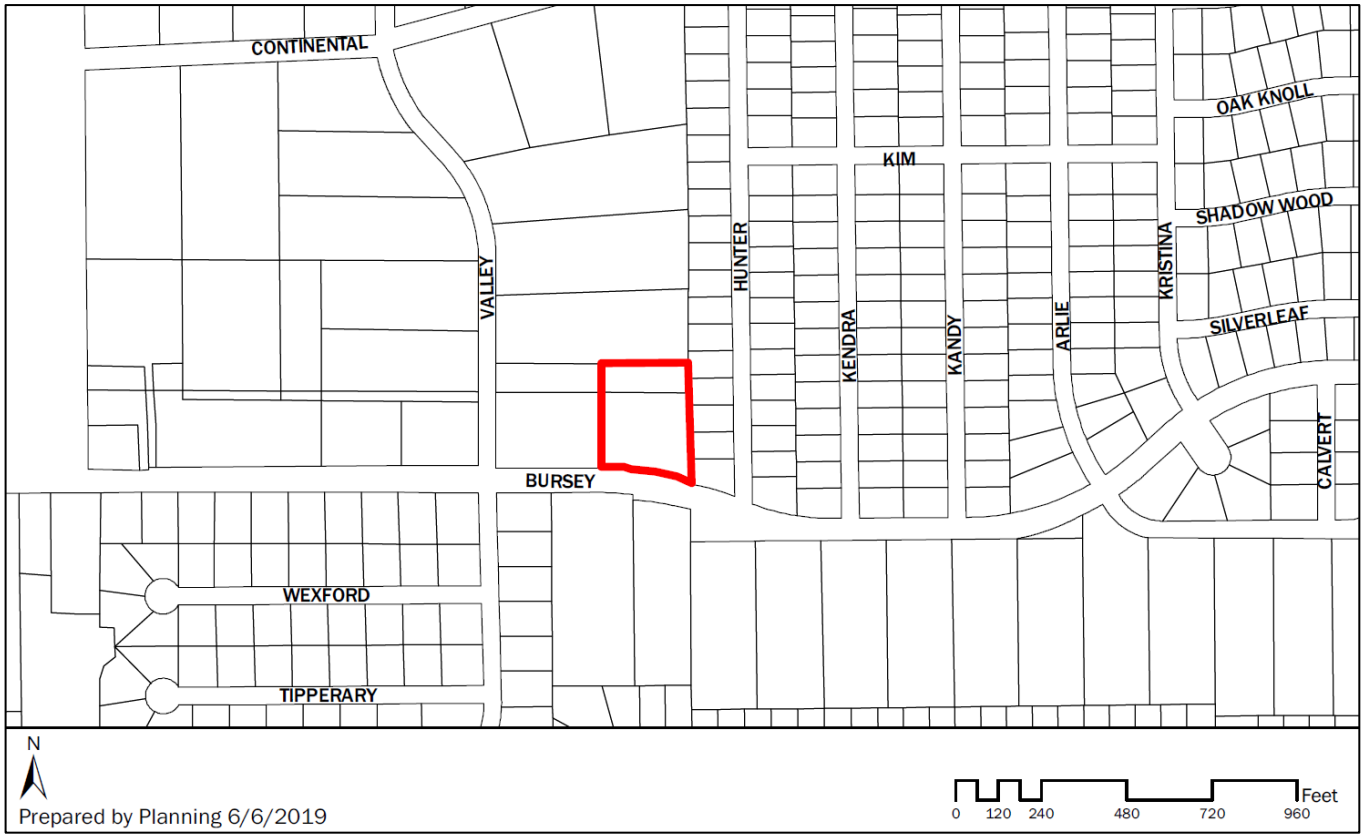 CONTINENTAL
OAK KNOLL
KIM
SHADOW WOOD
HUNTER
KRISTINA
VALLEY
SILVERLEAF
KENDRA
KANDY
ARLIE
CALVERT
BURSEY
WEXFORD
TIPPERARY
N
Prepared by Planning 6/6/2019
Feet
0 120 240 480 720 960